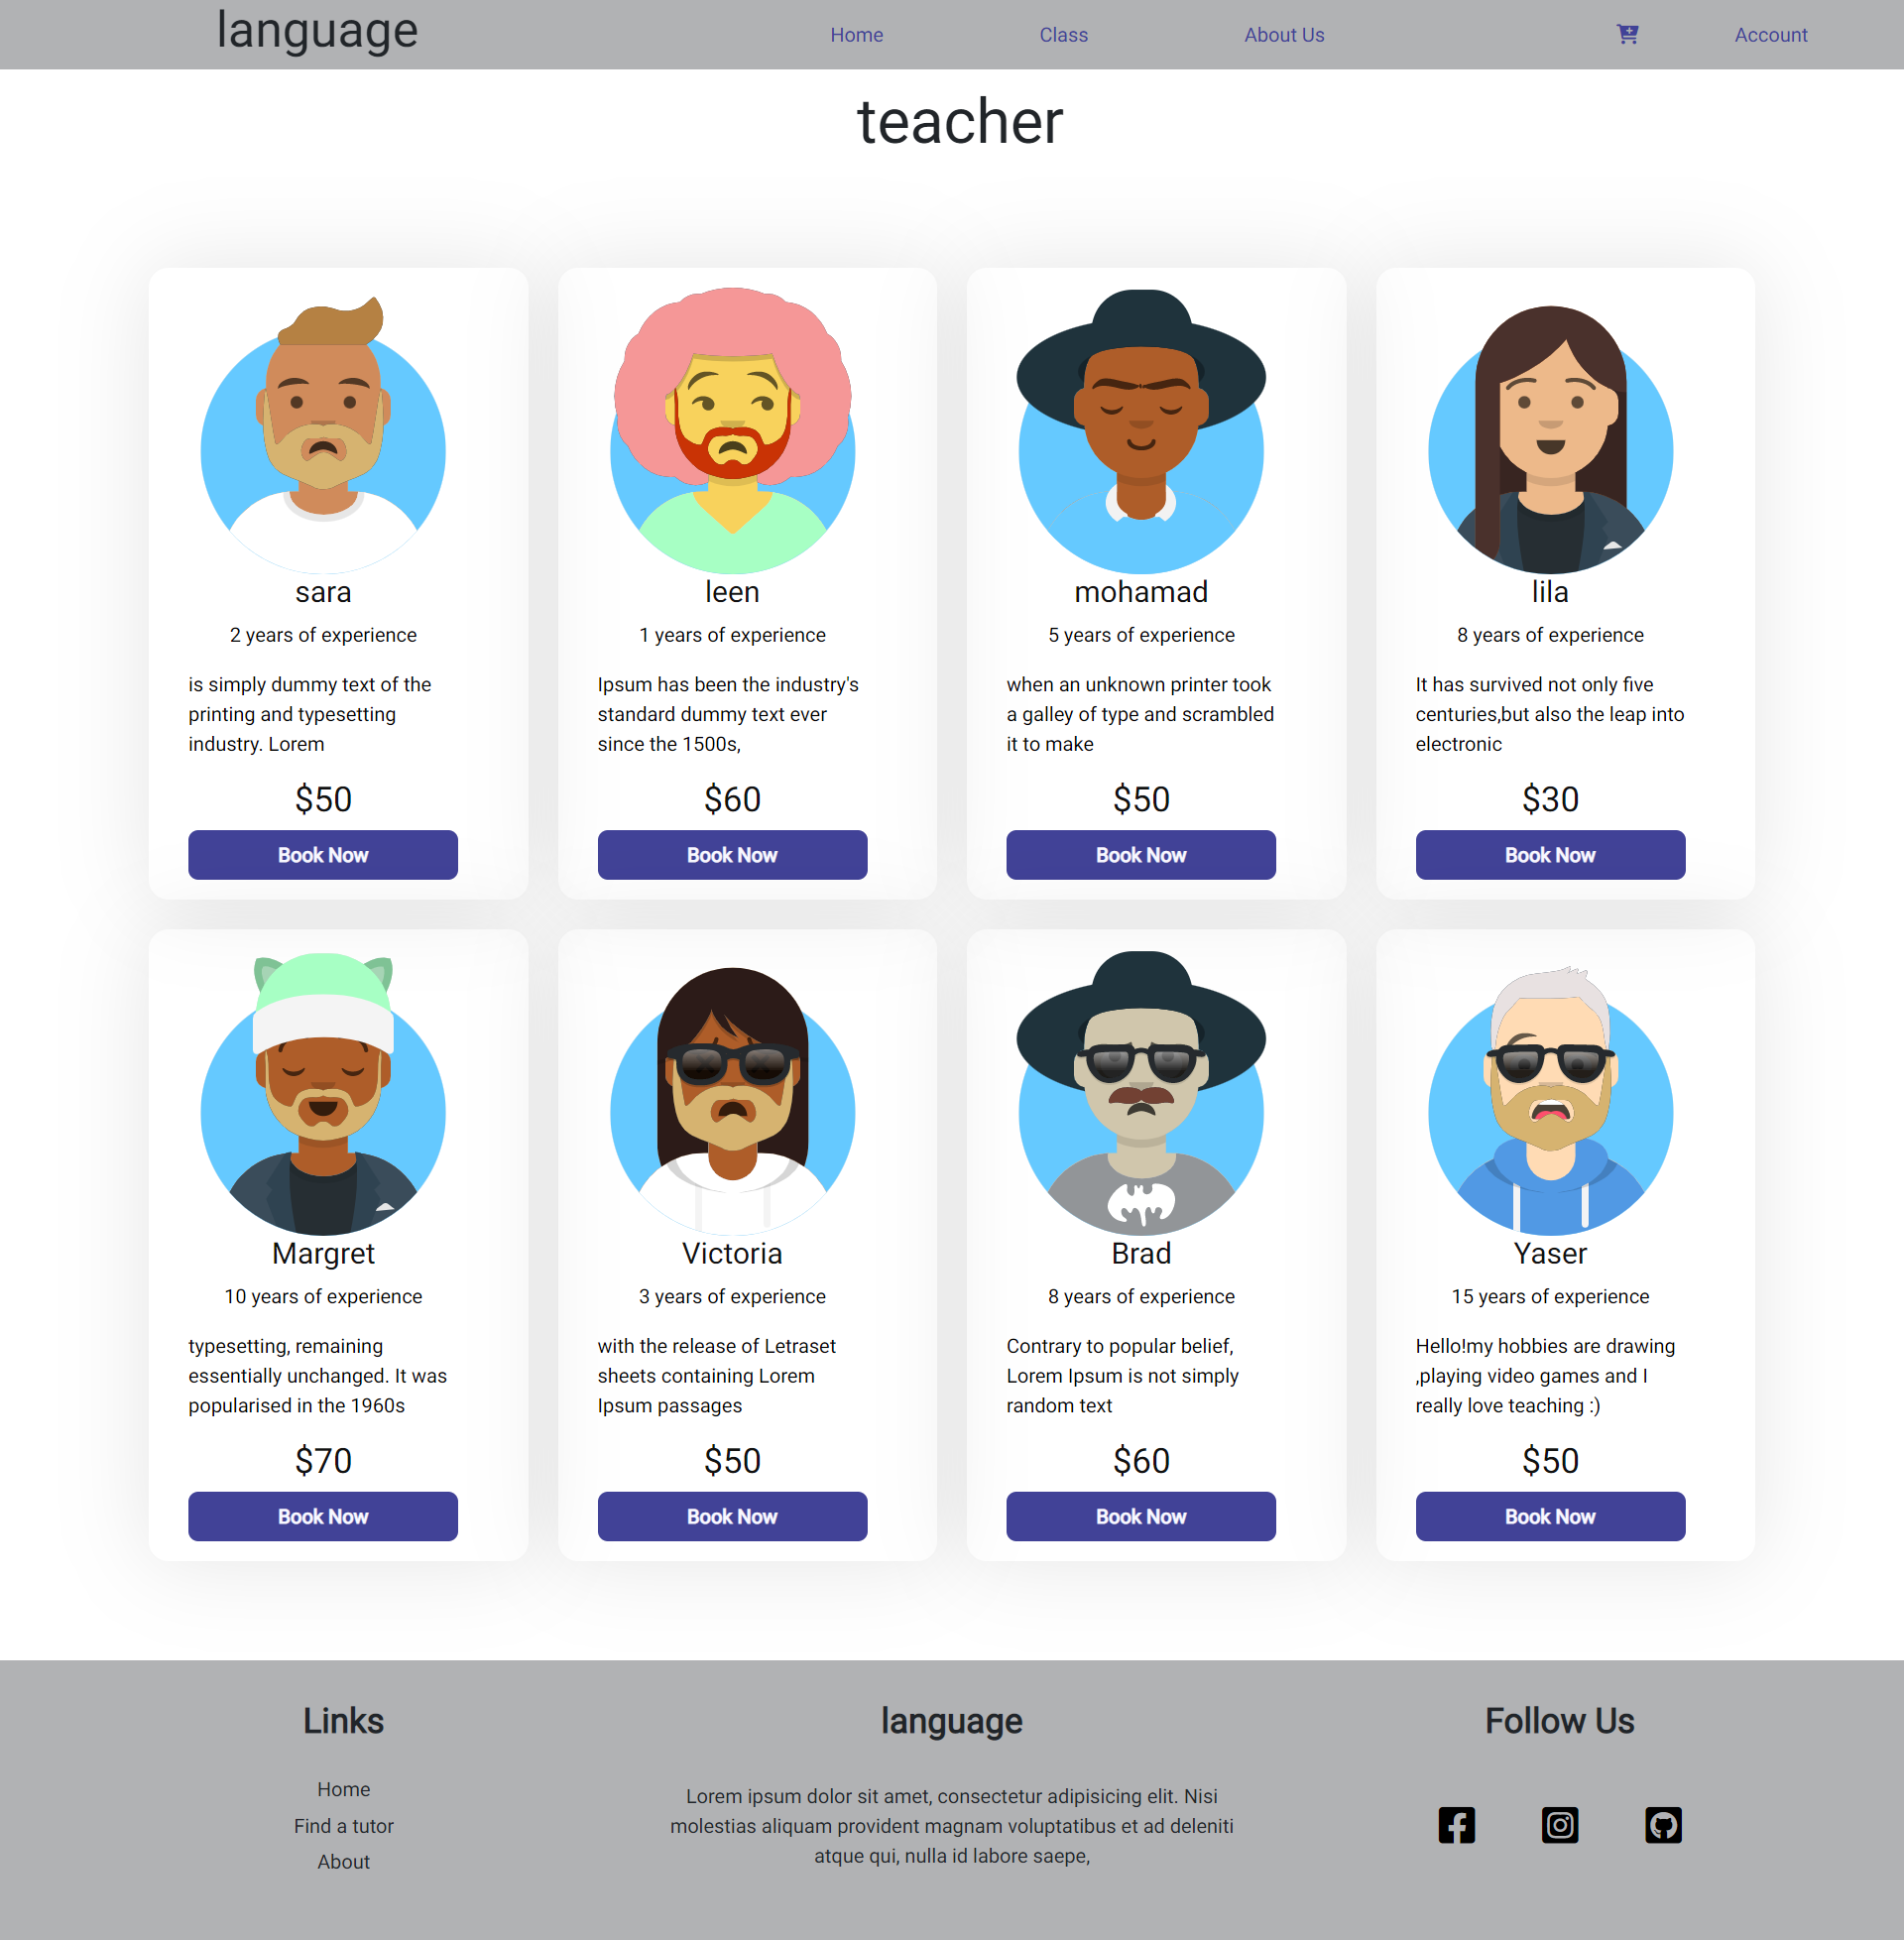 language
Home
Class
About Us
Account
teacher
sara
2 years of experience
is simply dummy text of the
printing and typesetting
industry. Lorem
$50
Book Now
leen
1 years of experience
Ipsum has been the industry's
standard dummy text ever
since the 1500s,
$60
Book Now
mohamad
5 years of experience
when an unknown printer took
a galley of type and scrambled
it to make
$50
Book Now
lila
8 years of experience
It has survived not only five
centuries,but also the leap into
electronic
$30
Book Now
Margret
10 years of experience
typesetting, remaining
essentially unchanged. It was
popularised in the 1960s
$70
Book Now
Victoria
3 years of experience
with the release of Letraset
sheets containing Lorem
Ipsum passages
$50
Book Now
Brad
8 years of experience
Contrary to popular belief,
Lorem Ipsum is not simply
random text
$60
Book Now
Yaser
15 years of experience
Hello!my hobbies are drawing
,playing video games and I
really love teaching :)
$50
Book Now
Links
Home
Find a tutor
About
language
Lorem ipsum dolor sit amet, consectetur adipisicing elit. Nisi
molestias aliquam provident magnam voluptatibus et ad deleniti
atque qui, nulla id labore saepe,
Follow Us